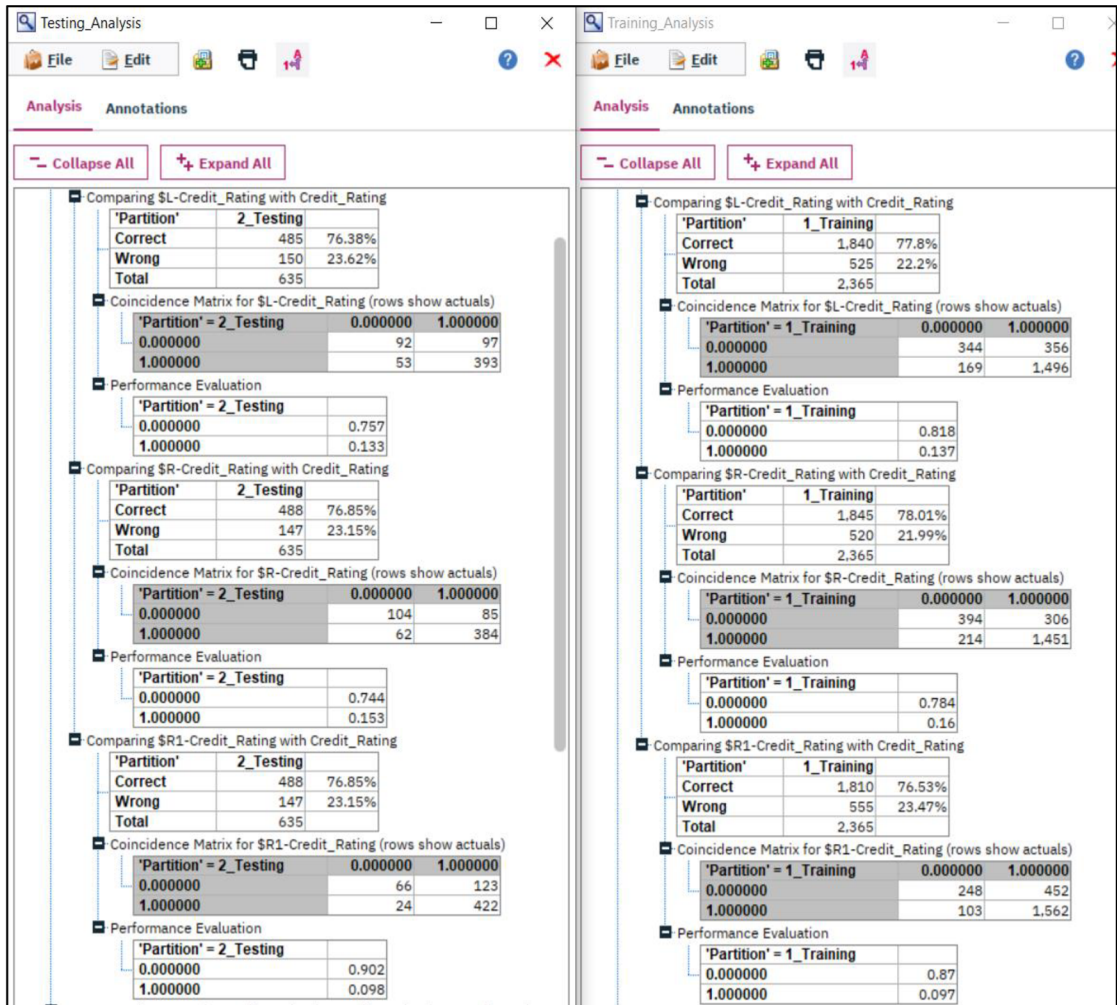 Testing_Analysis
File Edit
Analysis Annotations
Collapse All Expand All
Comparing $L-Credit_Rating with Credit_Rating
'Partition' 2_Testing
Correct 485 76.38%
Wrong 150 23.62%
Total 635
Coincidence Matrix for $L-Credit_Rating (rows show actuals)
'Partition' = 2_Testing 0.000000 1.000000
0.000000 92 97
1.000000 53 393
Performance Evaluation
'Partition' = 2_Testing
0.000000 0.757
1.000000 0.133
Comparing $R-Credit_Rating with Credit_Rating
'Partition' 2_Testing
Correct 488 76.85%
Wrong 147 23.15%
Total 635
Coincidence Matrix for $R-Credit_Rating (rows show actuals)
'Partition' = 2_Testing 0.000000 1.000000
0.000000 104 85
1.000000 62 384
Performance Evaluation
'Partition' = 2_Testing
0.000000 0.744
1.000000 0.153
Comparing $R1-Credit_Rating with Credit_Rating
'Partition' 2_Testing
Correct 488 76.85%
Wrong 147 23.15%
Total 635
Coincidence Matrix for $R1-Credit_Rating (rows show actuals)
'Partition' = 2_Testing 0.000000 1.000000
0.000000 66 123
1.000000 24 422
Performance Evaluation
'Partition' = 2_Testing
0.000000 0.902
1.000000 0.098
Training_Analysis
File Edit
Analysis Annotations
Collapse All Expand All
Comparing $L-Credit_Rating with Credit_Rating
'Partition' 1_Training
Correct 1,840 77.8%
Wrong 525 22.2%
Total 2,365
Coincidence Matrix for $L-Credit_Rating (rows show actuals)
'Partition' = 1_Training 0.000000 1.000000
0.000000 344 356
1.000000 169 1,496
Performance Evaluation
'Partition' = 1_Training
0.000000 0.818
1.000000 0.137
Comparing $R-Credit_Rating with Credit_Rating
'Partition' 1_Training
Correct 1,845 78.01%
Wrong 520 21.99%
Total 2,365
Coincidence Matrix for $R-Credit_Rating (rows show actuals)
'Partition' = 1_Training 0.000000 1.000000
0.000000 394 306
1.000000 214 1,451
Performance Evaluation
'Partition' = 1_Training
0.000000 0.784
1.000000 0.16
Comparing $R1-Credit_Rating with Credit_Rating
'Partition' 1_Training
Correct 1,810 76.53%
Wrong 555 23.47%
Total 2,365
Coincidence Matrix for $R1-Credit_Rating (rows show actuals)
'Partition' = 1_Training 0.000000 1.000000
0.000000 248 452
1.000000 103 1,562
Performance Evaluation
'Partition' = 1_Training
0.000000 0.87
1.000000 0.097